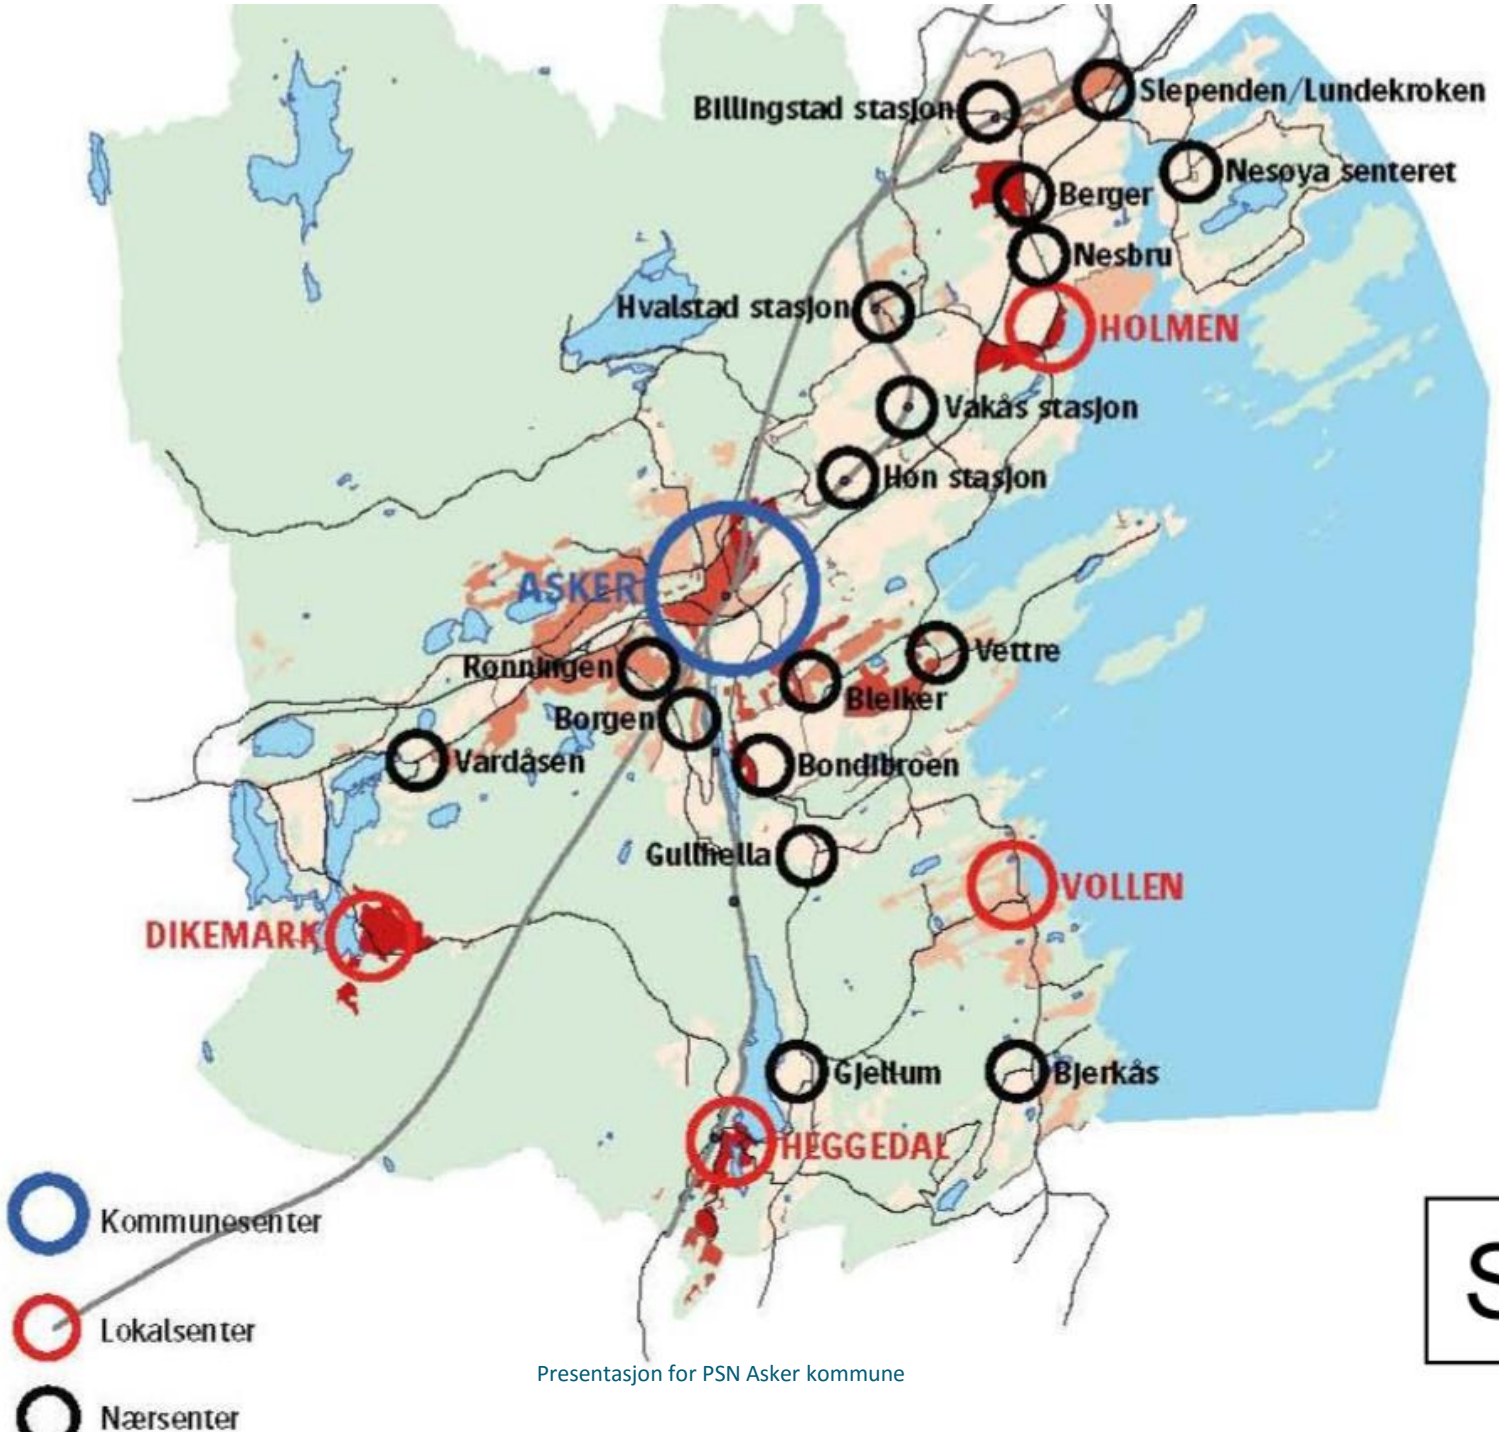 Billingstad stasjon
Slependen/Lundekroken
Nesøya senteret
Berger
Nesbru
Hvalstad stasjon
HOLMEN
Vakås stasjon
Høn stasjon
ASKER
Vettre
Rønningen
Bleiker
Borgen
Vardåsen
Bondibroen
Gullhella
VOLLEN
DIKEMARK
Gjellum
Bjerkås
HEGGEDAL
Kommunesenter
Lokalsenter
Presentasjon for PSN Asker kommune
Nærsenter
S